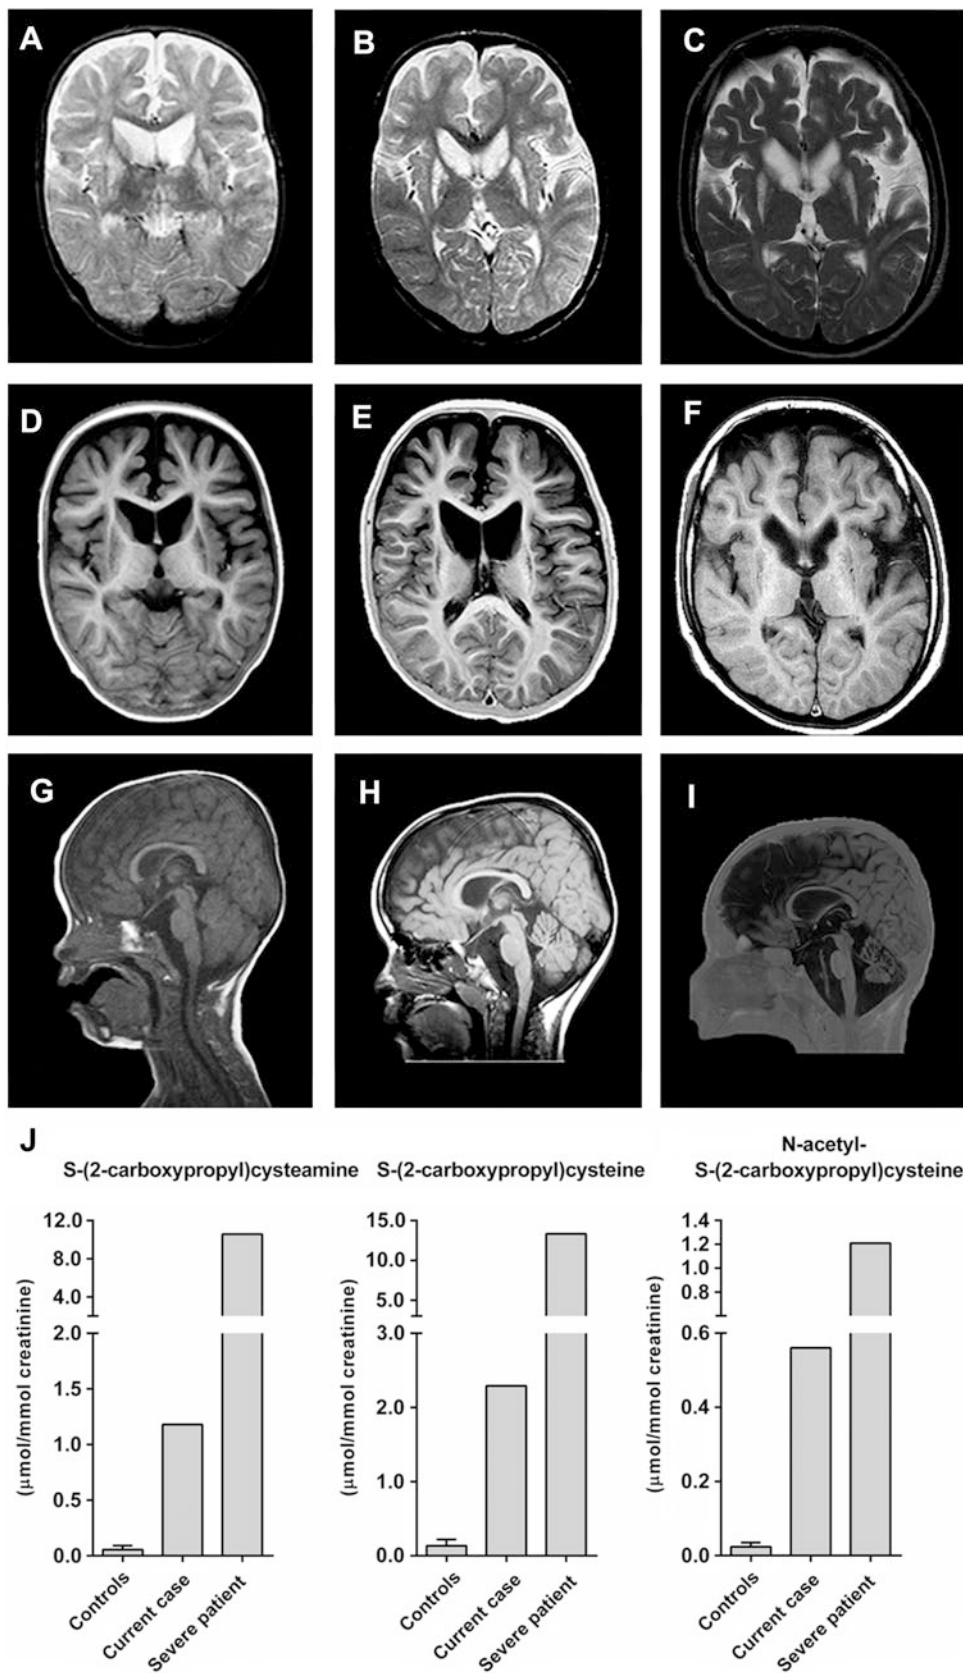 A
B
C
D
E
F
G
H
I
J
S-(2-carboxypropyl)cysteamine
(μmol/mmol creatinine)
12.0
8.0
4.0
2.0
1.5
1.0
0.5
0.0
Controls
Current case
Severe patient
S-(2-carboxypropyl)cysteine
(μmol/mmol creatinine)
15.0
10.0
5.0
3.0
2.0
1.0
0.0
Controls
Current case
Severe patient
N-acetyl-
S-(2-carboxypropyl)cysteine
(μmol/mmol creatinine)
1.4
1.2
1.0
0.8
0.6
0.4
0.2
0.0
Controls
Current case
Severe patient